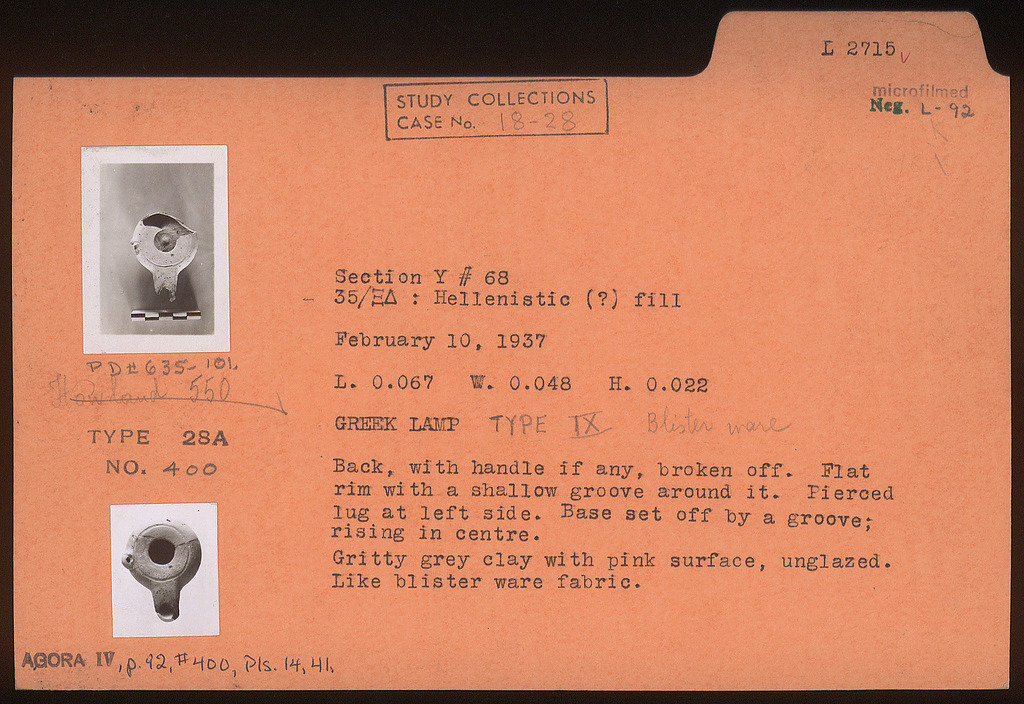 L 2715
microfilmed
Neg. L-92
STUDY COLLECTIONS
CASE No. 18-28
Section Y # 68
35/ΞΔ : Hellenistic (?) fill
February 10, 1937
L. 0.067 W. 0.048 H. 0.022
GREEK LAMP TYPE IX Blister ware
Back, with handle if any, broken off. Flat
rim with a shallow groove around it. Pierced
lug at left side. Base set off by a groove;
rising in centre.
Gritty grey clay with pink surface, unglazed.
Like blister ware fabric.
Howland 550
TYPE 28A
NO. 400
AGORA IV, p.92, #400, Pls. 14, 41.